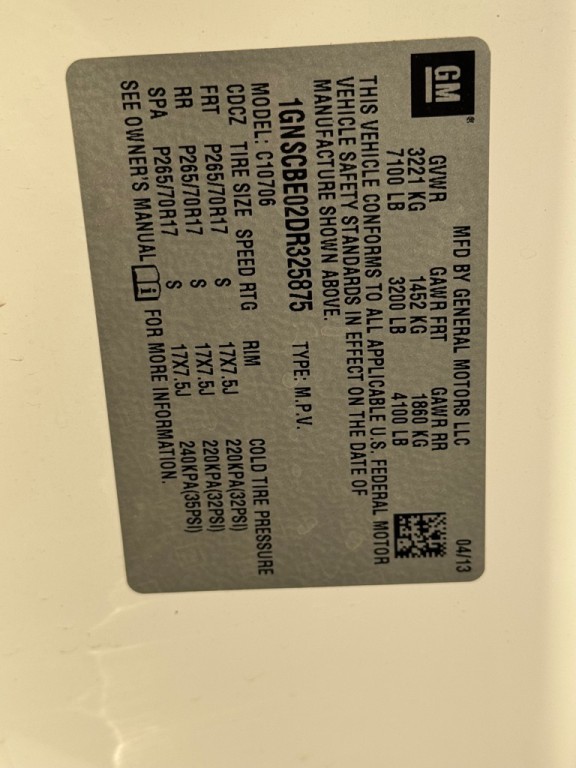 GM®
MFD BY GENERAL MOTORS LLC 04/13
GVWR GAWR FRT GAWR RR
3221 KG 1452 KG 1860 KG
7100 LB 3200 LB 4100 LB
THIS VEHICLE CONFORMS TO ALL APPLICABLE U.S. FEDERAL MOTOR
VEHICLE SAFETY STANDARDS IN EFFECT ON THE DATE OF
MANUFACTURE SHOWN ABOVE.
1GNSCBE02DR325875 TYPE: M.P.V.
MODEL: C10706
CDCZ TIRE SIZE SPEED RTG RIM COLD TIRE PRESSURE
FRT P265/70R17 S 17X7.5J 220KPA(32PSI)
RR P265/70R17 S 17X7.5J 220KPA(32PSI)
SPA P265/70R17 S 17X7.5J 240KPA(35PSI)
SEE OWNER'S MANUAL i FOR MORE INFORMATION.